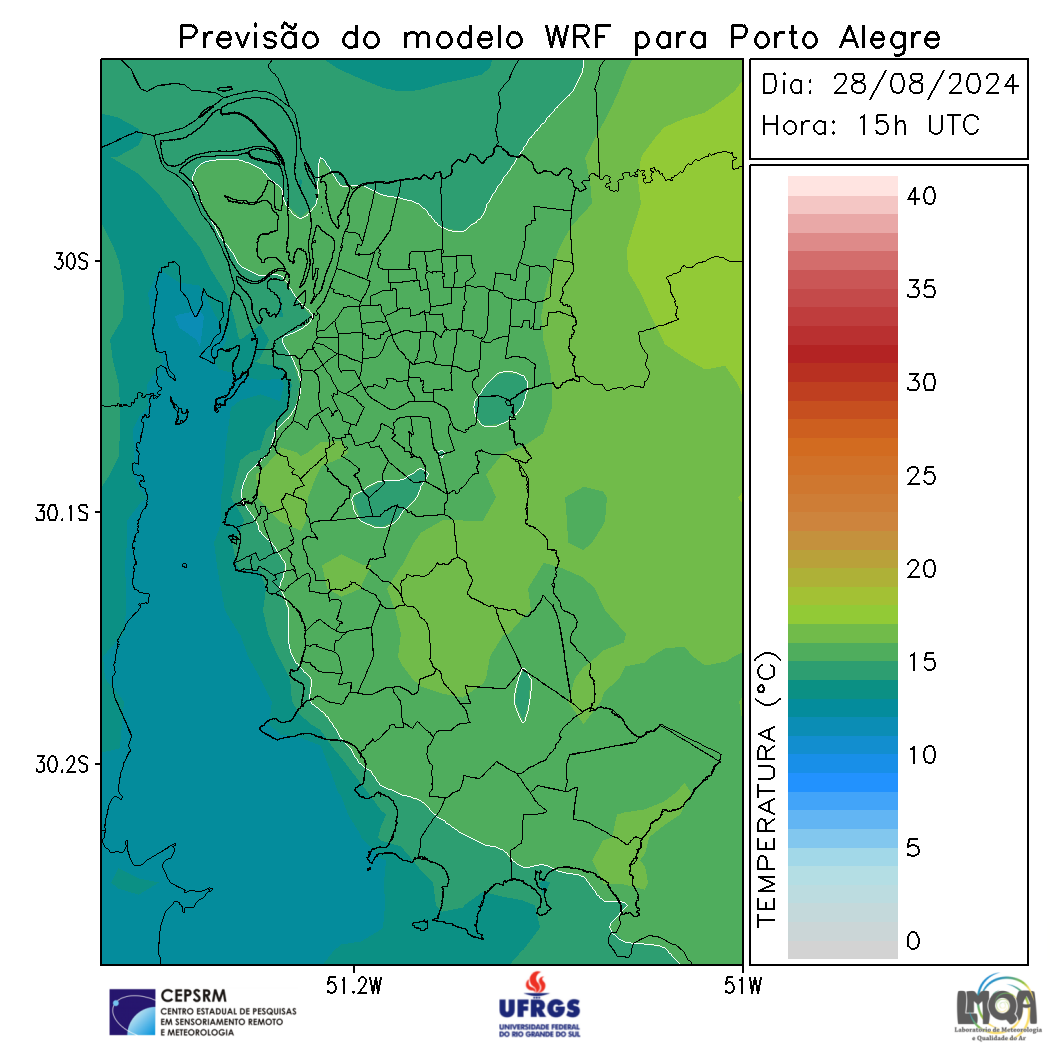 Previsão do modelo WRF para Porto Alegre
Dia: 28/08/2024
Hora: 15h UTC
40
35
30
25
20
15
10
5
0
TEMPERATURA (°C)
30S
30.1S
30.2S
51.2W
51W
CEPSRM
CENTRO ESTADUAL DE PESQUISAS
EM SENSORIAMENTO REMOTO
E METEOROLOGIA
UFRGS
UNIVERSIDADE FEDERAL
DO RIO GRANDE DO SUL
LMQA
Laboratório de Meteorologia
e Qualidade do Ar